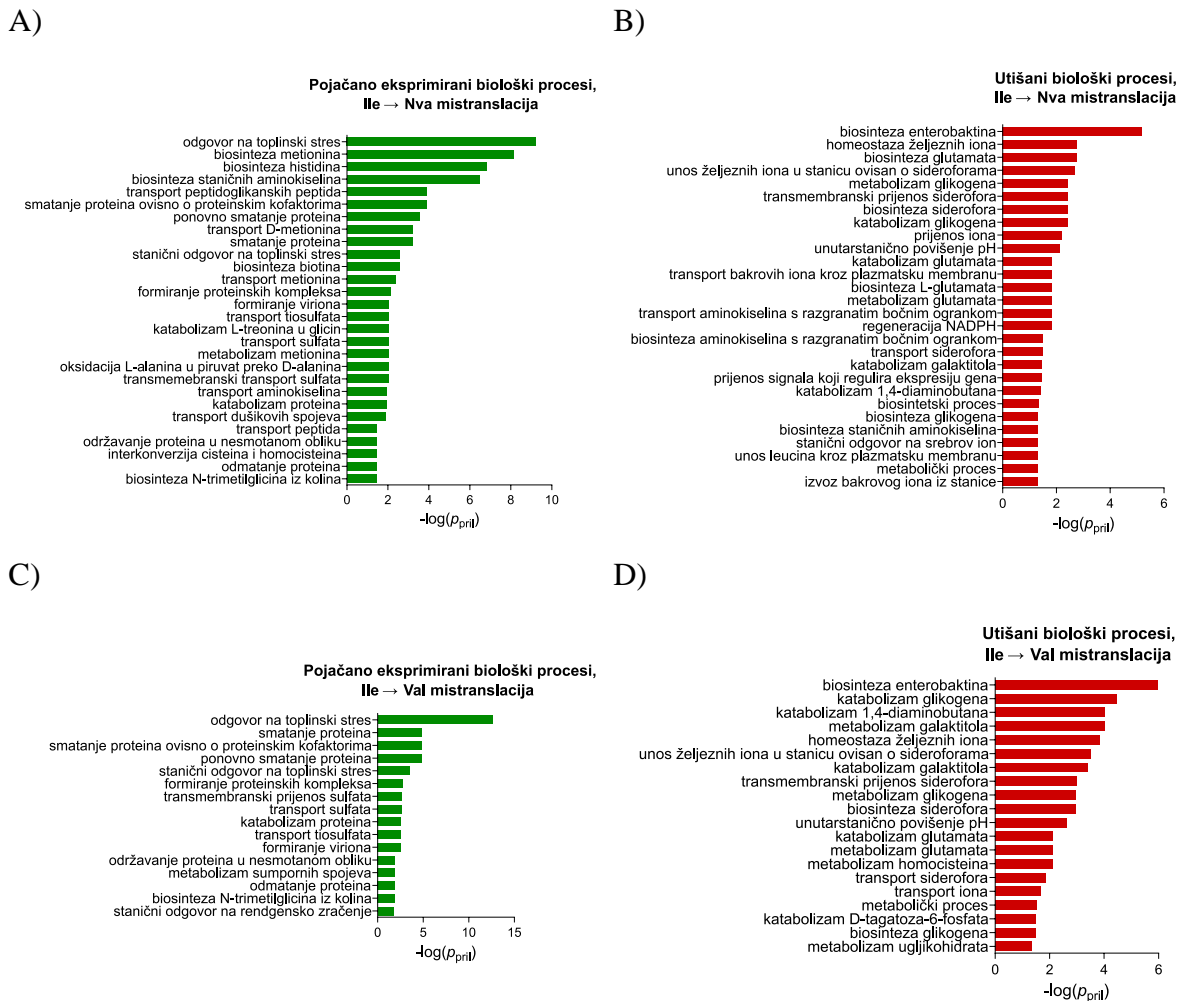 A)
Pojačano eksprimirani biološki procesi,
Ile → Nva mistranslacija
odgovor na toplinski stres
biosinteza metionina
biosinteza histidina
biosinteza staničnih aminokiselina
transport peptidoglikanskih peptida
smatanje proteina ovisno o proteinskim kofaktorima
ponovno smatanje proteina
transport D-metionina
smatanje proteina
stanični odgovor na toplinski stres
biosinteza biotina
transport metionina
formiranje proteinskih kompleksa
formiranje viriona
transport tiosulfata
katabolizam L-treonina u glicin
transport sulfata
metabolizam metionina
oksidacija L-alanina u piruvat preko D-alanina
transmemebranski transport sulfata
transport aminokiselina
katabolizam proteina
transport dušikovih spojeva
transport peptida
održavanje proteina u nesmotanom obliku
interkonverzija cisteina i homocisteina
odmatanje proteina
biosinteza N-trimetilglicina iz kolina
0 2 4 6 8 10
-log(p_pril)
B)
Utišani biološki procesi,
Ile → Nva mistranslacija
biosinteza enterobaktina
homeostaza željeznih iona
biosinteza glutamata
unos željeznih iona u stanicu ovisan o sideroforama
metabolizam glikogena
transmembranski prijenos siderofora
biosinteza siderofora
katabolizam glikogena
prijenos iona
unutarstanično povišenje pH
katabolizam glutamata
transport bakrovih iona kroz plazmatsku membranu
biosinteza L-glutamata
metabolizam glutamata
transport aminokiselina s razgranatim bočnim ogrankom
regeneracija NADPH
biosinteza aminokiselina s razgranatim bočnim ogrankom
transport siderofora
katabolizam galaktitola
prijenos signala koji regulira ekspresiju gena
katabolizam 1,4-diaminobutana
biosintetski proces
biosinteza glikogena
biosinteza staničnih aminokiselina
stanični odgovor na srebrov ion
unos leucina kroz plazmatsku membranu
metabolički proces
izvoz bakrovog iona iz stanice
0 2 4 6
-log(p_pril)
C)
Pojačano eksprimirani biološki procesi,
Ile → Val mistranslacija
odgovor na toplinski stres
smatanje proteina
smatanje proteina ovisno o proteinskim kofaktorima
ponovno smatanje proteina
stanični odgovor na toplinski stres
formiranje proteinskih kompleksa
transmembranski prijenos sulfata
transport sulfata
katabolizam proteina
transport tiosulfata
formiranje viriona
održavanje proteina u nesmotanom obliku
metabolizam sumpornih spojeva
odmatanje proteina
biosinteza N-trimetilglicina iz kolina
stanični odgovor na rendgensko zračenje
0 5 10 15
-log(p_pril)
D)
Utišani biološki procesi,
Ile → Val mistranslacija
biosinteza enterobaktina
katabolizam glikogena
katabolizam 1,4-diaminobutana
metabolizam galaktitola
homeostaza željeznih iona
unos željeznih iona u stanicu ovisan o sideroforama
katabolizam galaktitola
transmembranski prijenos siderofora
metabolizam glikogena
biosinteza siderofora
unutarstanično povišenje pH
katabolizam glutamata
metabolizam glutamata
metabolizam homocisteina
transport siderofora
transport iona
metabolički proces
katabolizam D-tagatoza-6-fosfata
biosinteza glikogena
metabolizam ugljikohidrata
0 2 4 6
-log(p_pril)